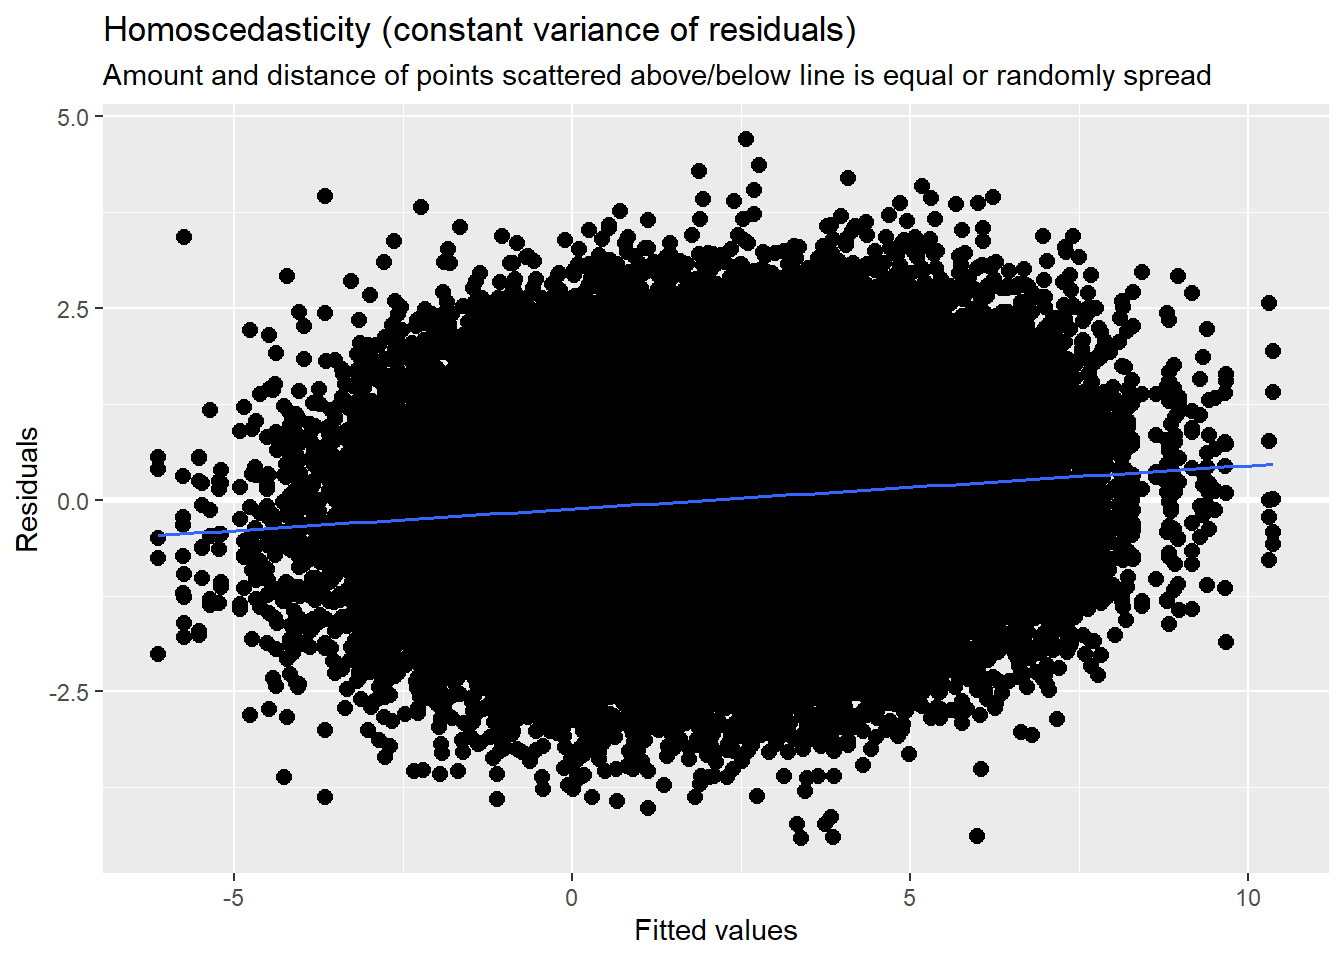 Homoscedasticity (constant variance of residuals)
Amount and distance of points scattered above/below line is equal or randomly spread
5.0
2.5
0.0
-2.5
Residuals
-5
0
5
10
Fitted values